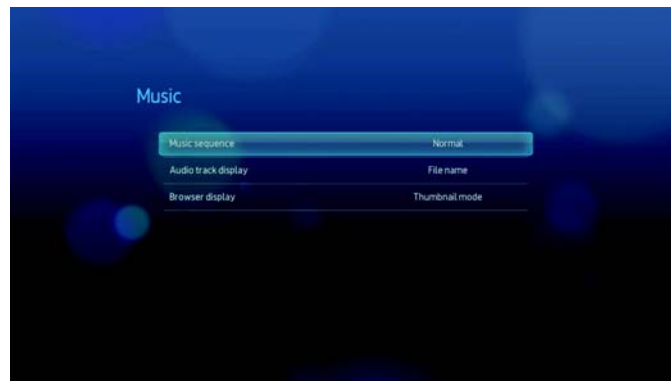 Music
Music sequence Normal
Audio track display File name
Browser display Thumbnail mode